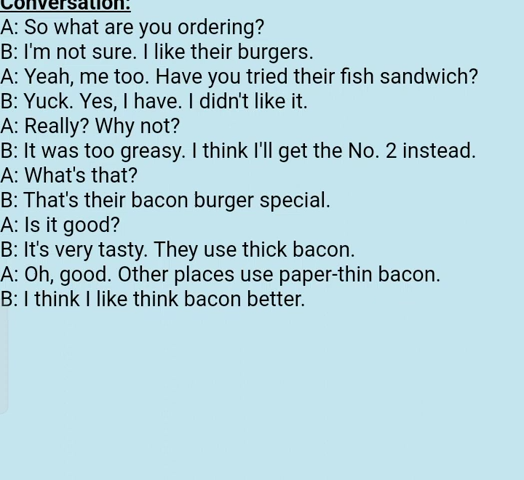 Conversation:
A: So what are you ordering?
B: I'm not sure. I like their burgers.
A: Yeah, me too. Have you tried their fish sandwich?
B: Yuck. Yes, I have. I didn't like it.
A: Really? Why not?
B: It was too greasy. I think I'll get the No. 2 instead.
A: What's that?
B: That's their bacon burger special.
A: Is it good?
B: It's very tasty. They use thick bacon.
A: Oh, good. Other places use paper-thin bacon.
B: I think I like think bacon better.